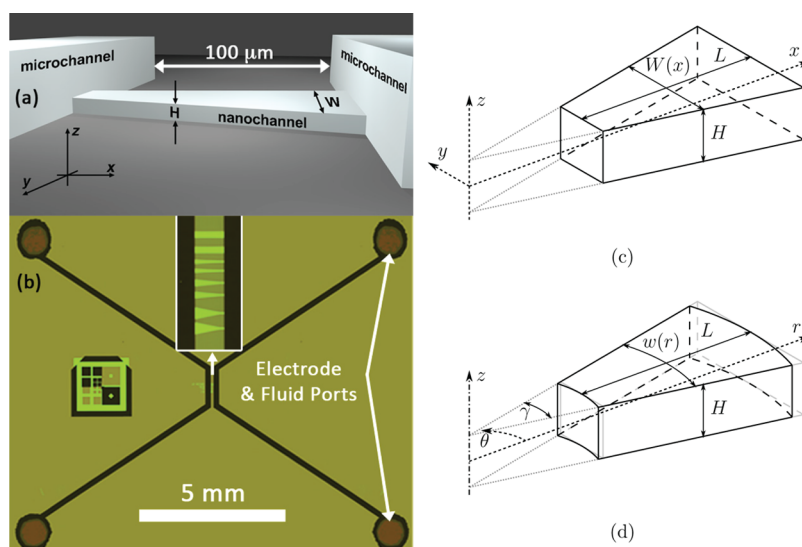 microchannel
100 μm
microchannel
(a)
H
W
nanochannel
z
y
x
(b)
Electrode
& Fluid Ports
5 mm
z
y
W(x)
L
x
H
(c)
z
θ
γ
w(r)
L
r
H
(d)